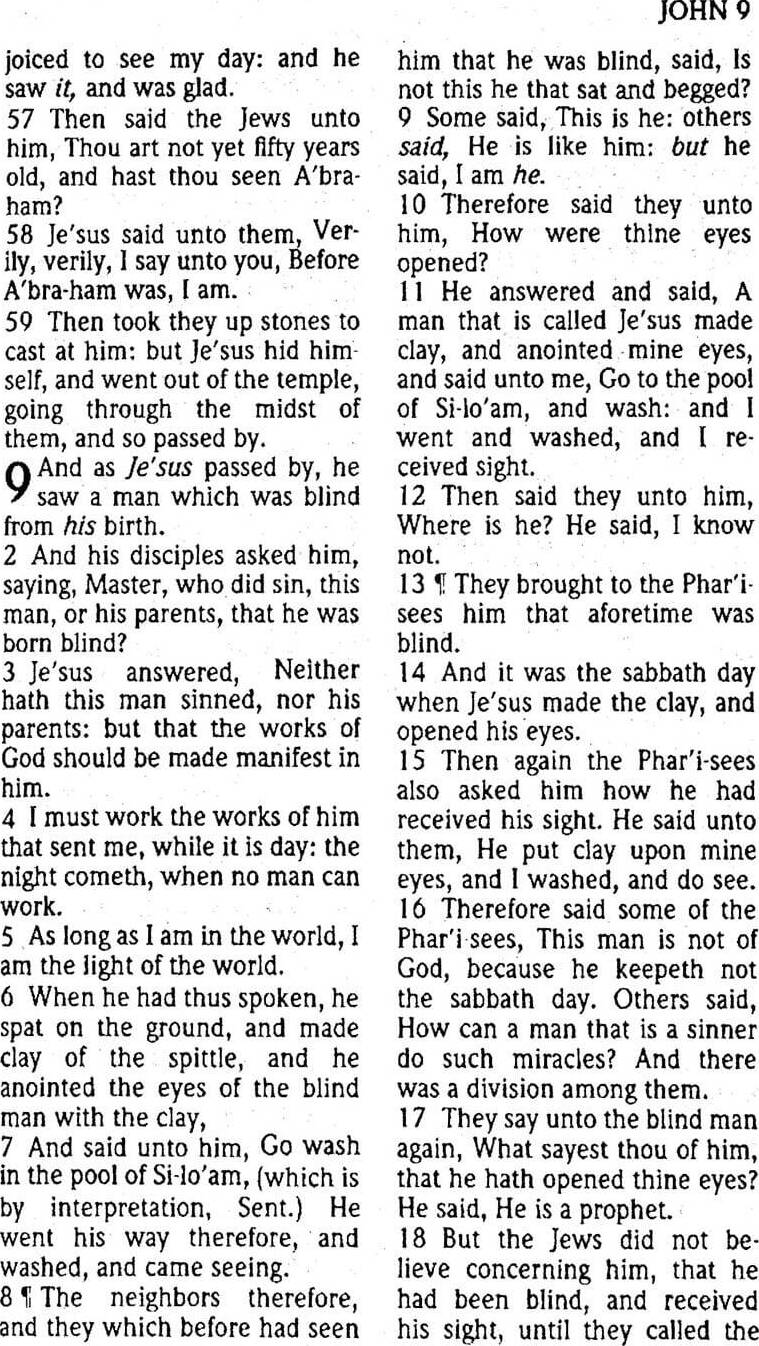 JOHN 9
joiced to see my day: and he
saw it, and was glad.
57 Then said the Jews unto
him, Thou art not yet fifty years
old, and hast thou seen A'bra-
ham?
58 Je'sus said unto them, Ver-
ily, verily, I say unto you, Before
A'bra-ham was, I am.
59 Then took they up stones to
cast at him: but Je'sus hid him-
self, and went out of the temple,
going through the midst of
them, and so passed by.
9 And as Je'sus passed by, he
saw a man which was blind
from his birth.
2 And his disciples asked him,
saying, Master, who did sin, this
man, or his parents, that he was
born blind?
3 Je'sus answered, Neither
hath this man sinned, nor his
parents: but that the works of
God should be made manifest in
him.
4 I must work the works of him
that sent me, while it is day: the
night cometh, when no man can
work.
5 As long as I am in the world, I
am the light of the world.
6 When he had thus spoken, he
spat on the ground, and made
clay of the spittle, and he
anointed the eyes of the blind
man with the clay,
7 And said unto him, Go wash
in the pool of Si-lo'am, (which is
by interpretation, Sent.) He
went his way therefore, and
washed, and came seeing.
8 ¶ The neighbors therefore,
and they which before had seen
him that he was blind, said, Is
not this he that sat and begged?
9 Some said, This is he: others
said, He is like him: but he
said, I am he.
10 Therefore said they unto
him, How were thine eyes
opened?
11 He answered and said, A
man that is called Je'sus made
clay, and anointed mine eyes,
and said unto me, Go to the pool
of Si-lo'am, and wash: and I
went and washed, and I re-
ceived sight.
12 Then said they unto him,
Where is he? He said, I know
not.
13 ¶ They brought to the Phar'i-
sees him that aforetime was
blind.
14 And it was the sabbath day
when Je'sus made the clay, and
opened his eyes.
15 Then again the Phar'i-sees
also asked him how he had
received his sight. He said unto
them, He put clay upon mine
eyes, and I washed, and do see.
16 Therefore said some of the
Phar'i-sees, This man is not of
God, because he keepeth not
the sabbath day. Others said,
How can a man that is a sinner
do such miracles? And there
was a division among them.
17 They say unto the blind man
again, What sayest thou of him,
that he hath opened thine eyes?
He said, He is a prophet.
18 But the Jews did not be-
lieve concerning him, that he
had been blind, and received
his sight, until they called the